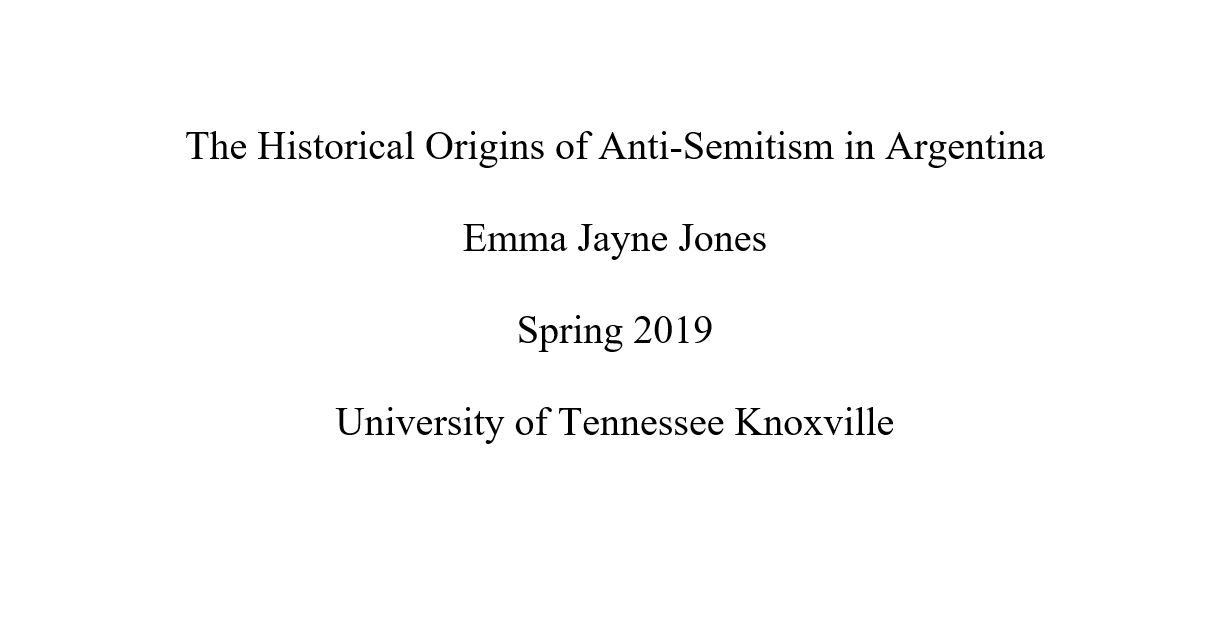 The Historical Origins of Anti-Semitism in Argentina
Emma Jayne Jones
Spring 2019
University of Tennessee Knoxville